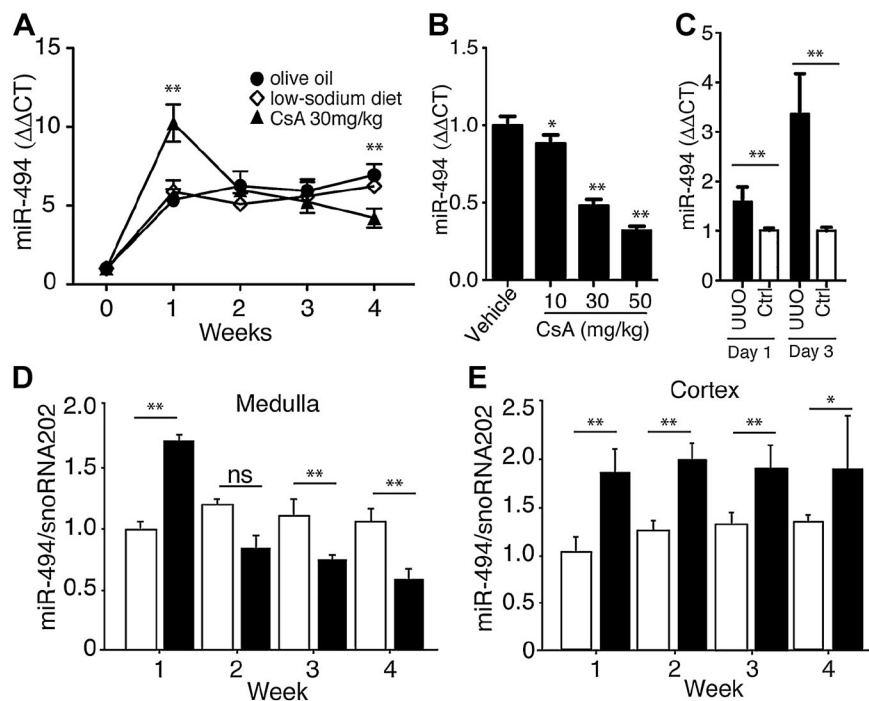 A
miR-494 (ΔΔCT)
15
10
5
0
**
**
olive oil
low-sodium diet
CsA 30mg/kg
0 1 2 3 4
Weeks
B
miR-494 (ΔΔCT)
1.5
1.0
0.5
0.0
*
**
**
Vehicle 10 30 50
CsA (mg/kg)
C
miR-494 (ΔΔCT)
5
4
3
2
1
0
**
**
UUO Ctrl UUO Ctrl
Day 1 Day 3
D
Medulla
miR-494/snoRNA202
2.0
1.5
1.0
0.5
0
** ns ** **
1 2 3 4
Week
E
Cortex
miR-494/snoRNA202
2.5
2.0
1.5
1.0
0.5
0
** ** ** *
1 2 3 4
Week